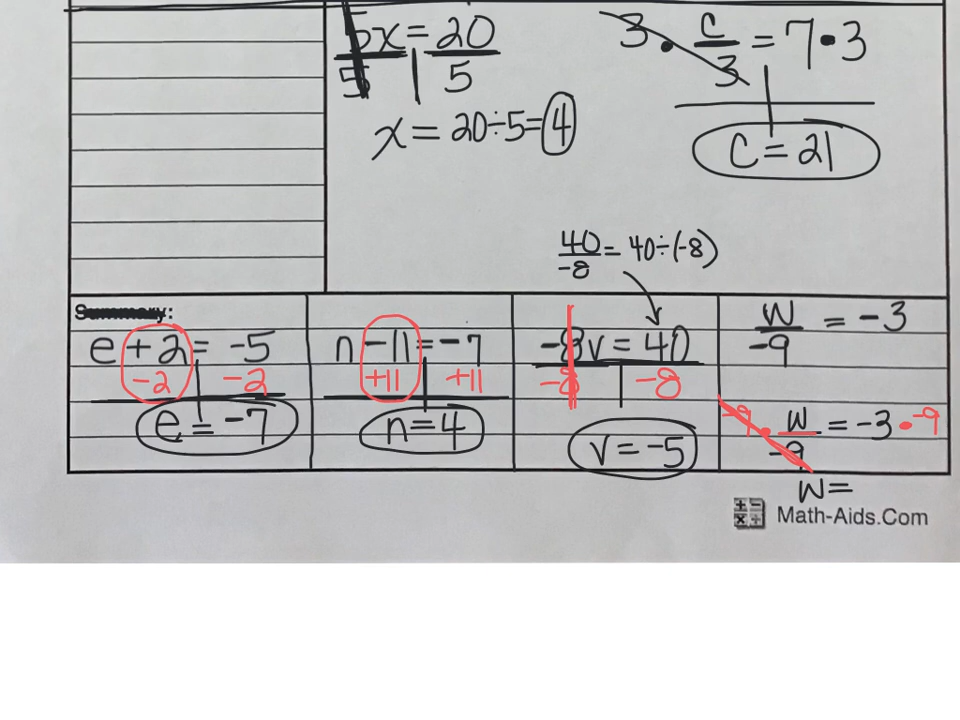 5x = 20
5 | 5
x = 20÷5=4
3 • c/3 = 7•3
c = 21
40/-8 = 40÷(-8)
Summary:
e +2 = -5
-2 -2
e = -7
n -11 = -7
+11 +11
n=4
-8v = 40
-8 -8
v = -5
w/-9 = -3
-9 • w/-9 = -3 • -9
w=
Math-Aids.Com